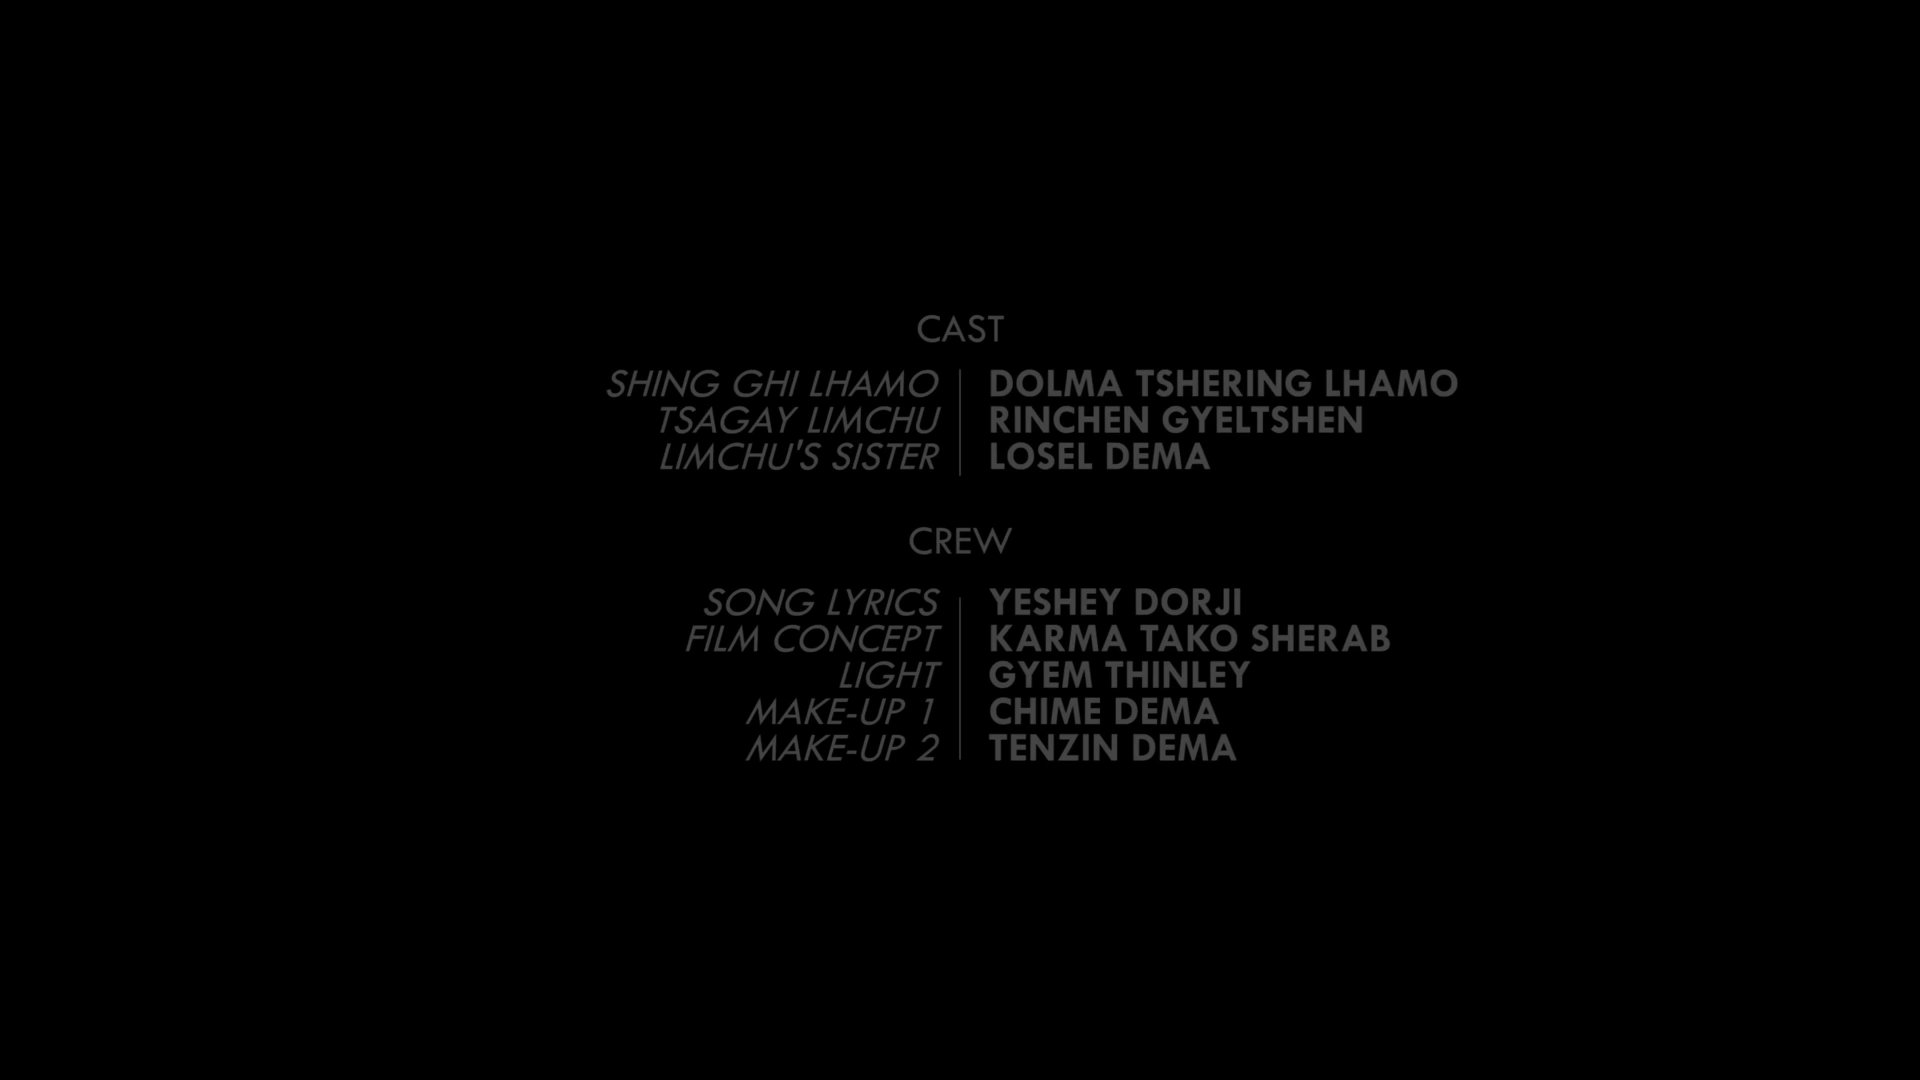 CAST
SHING GHI LHAMO DOLMA TSHERING LHAMO
TSAGAY LIMCHU RINCHEN GYELTSHEN
LIMCHU'S SISTER LOSEL DEMA
CREW
SONG LYRICS YESHEY DORJI
FILM CONCEPT KARMA TAKO SHERAB
LIGHT GYEM THINLEY
MAKE-UP 1 CHIME DEMA
MAKE-UP 2 TENZIN DEMA